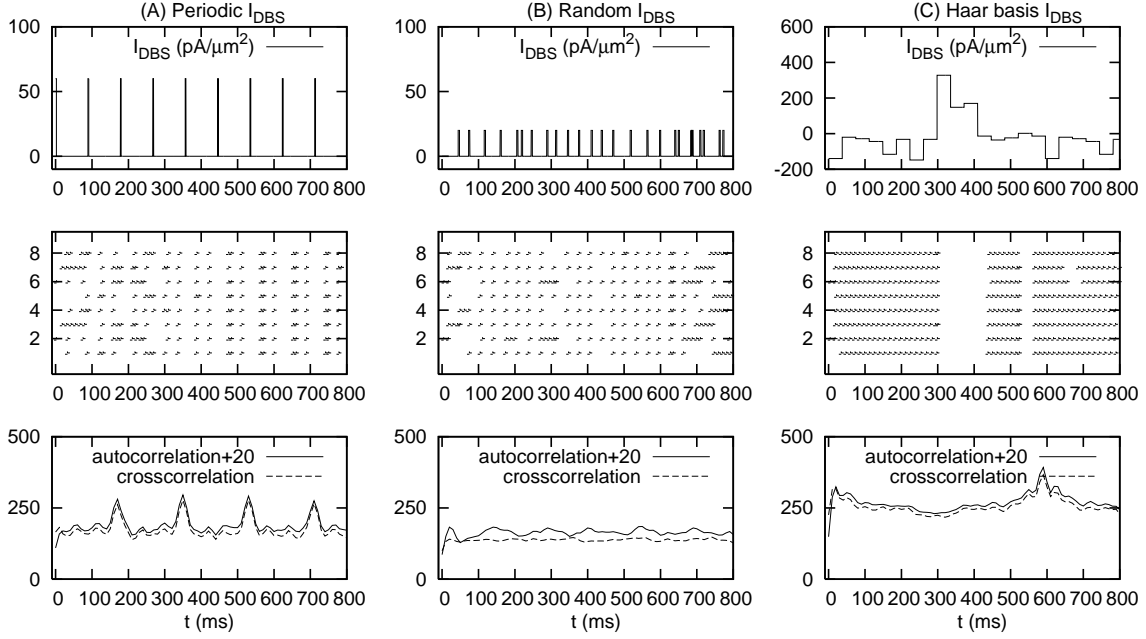 (A) Periodic I_DBS
I_DBS (pA/μm²)
100
50
0
0 100 200 300 400 500 600 700 800
8
6
4
2
0 100 200 300 400 500 600 700 800
500
250
0
autocorrelation+20
crosscorrelation
0 100 200 300 400 500 600 700 800
t (ms)
(B) Random I_DBS
I_DBS (pA/μm²)
100
50
0
0 100 200 300 400 500 600 700 800
8
6
4
2
0 100 200 300 400 500 600 700 800
500
250
0
autocorrelation+20
crosscorrelation
0 100 200 300 400 500 600 700 800
t (ms)
(C) Haar basis I_DBS
I_DBS (pA/μm²)
600
400
200
0
-200
0 100 200 300 400 500 600 700 800
8
6
4
2
0 100 200 300 400 500 600 700 800
500
250
0
autocorrelation+20
crosscorrelation
0 100 200 300 400 500 600 700 800
t (ms)